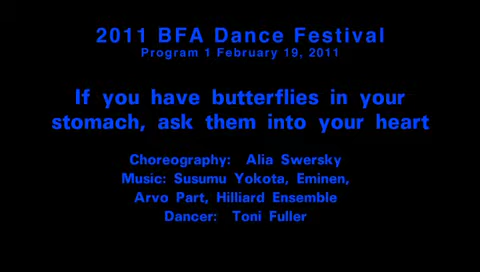 2011 BFA Dance Festival
Program 1 February 19, 2011
If you have butterflies in your
stomach, ask them into your heart
Choreography: Alia Swersky
Music: Susumu Yokota, Eminen,
Arvo Part, Hilliard Ensemble
Dancer: Toni Fuller